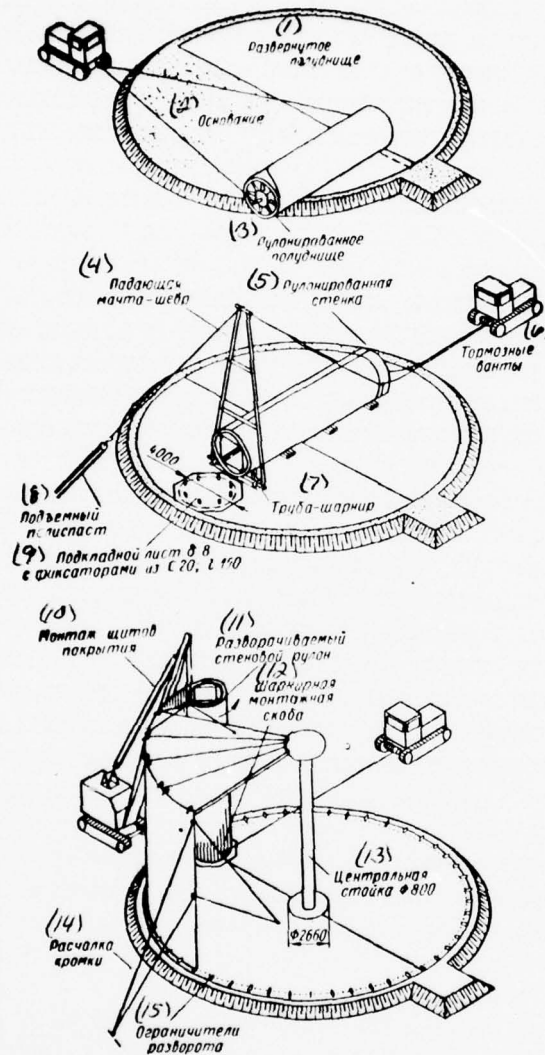 (1)
Развернутое
полуднище
(2)
Основание
(3)
Рулонированное
полуднище
(4)
Падающая
мачта-шевр
(5) Рулонированная
стенка
(6)
Тормозные
ванты
4000
(7)
Труба-шарнир
(8)
Подъемный
полиспаст
(9) Подкладной лист δ 8
с фиксаторами из С 20, ℓ 150
(10)
Монтаж щитов
покрытия
(11)
Разворачиваемый
стеновой рулон
(12)
Шарнирная
монтажная
скоба
(13)
Центральная
стойка Ф800
Ф2660
(14)
Расчалка
кромки
(15)
Ограничители
разворота